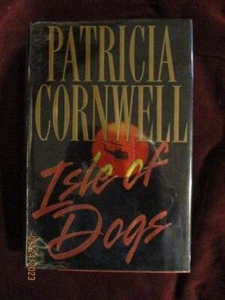 PATRICIA
CORNWELL
Isle of
Dogs